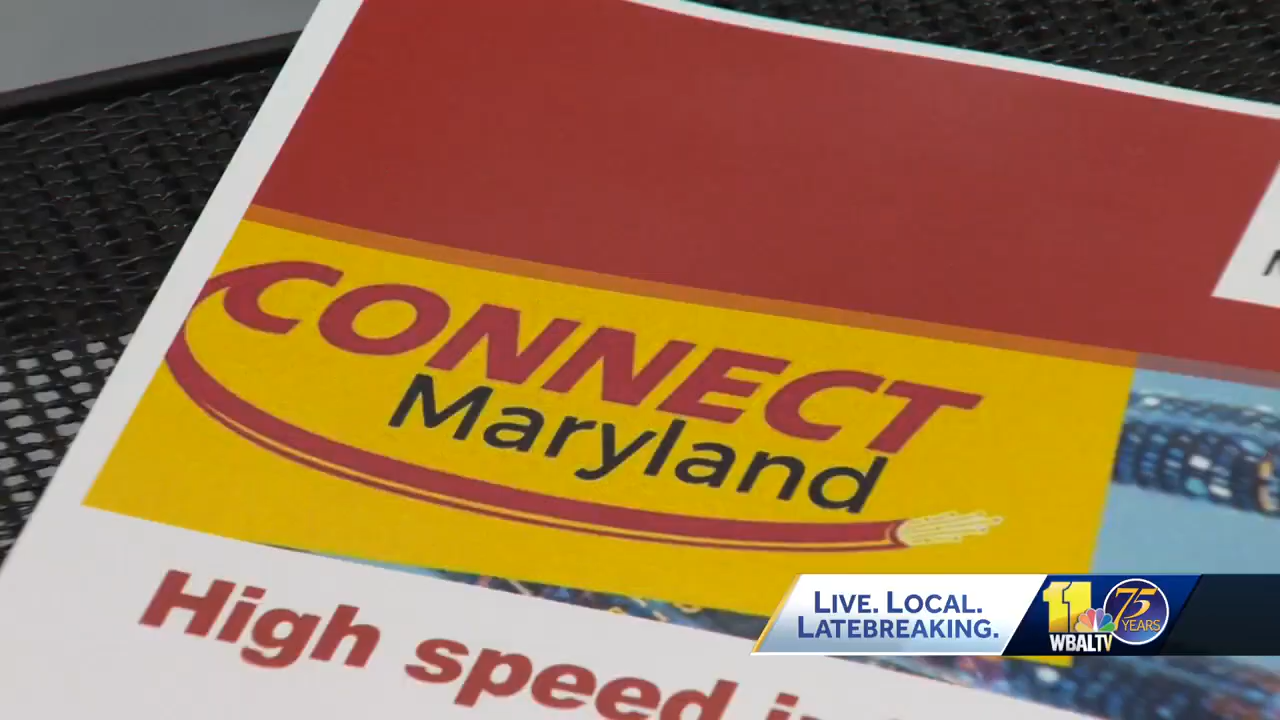 CONNECT
Maryland
High speed
LIVE. LOCAL.
LATEBREAKING.
11 75
YEARS
WBALTV